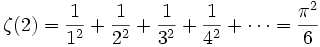 ζ(2) = 1/1² + 1/2² + 1/3² + 1/4² + ⋯ = π²/6